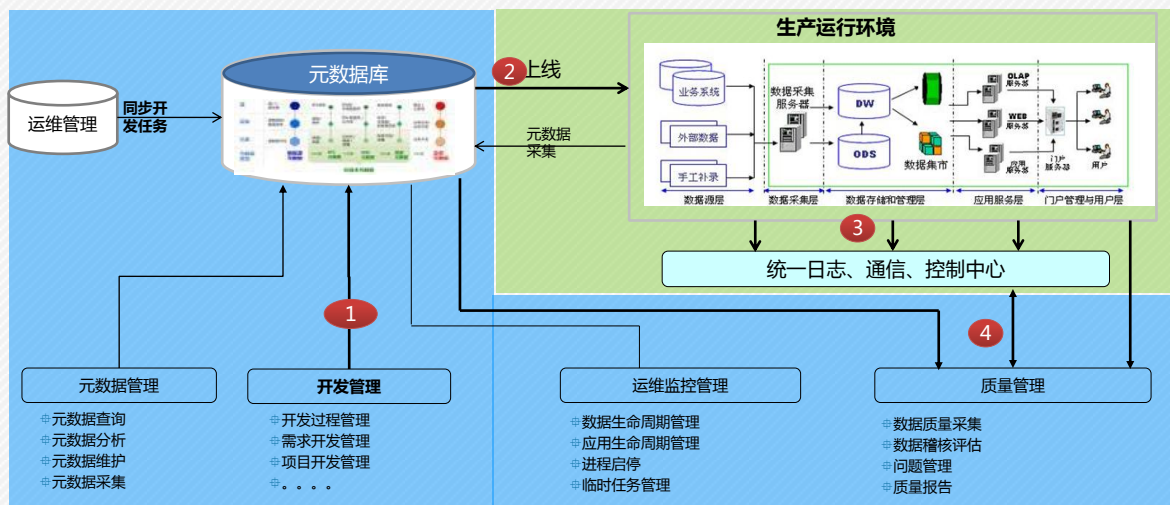 生产运行环境
元数据库
2
上线
运维管理
同步开
发任务
元数据
采集
业务系统
外部数据
手工补录
数据采集
服务器
DW
ODS
数据集市
OLAP
服务器
WEB
服务器
应用
服务器
门户
服务器
用户
数据源层
数据采集层
数据存储和管理层
应用服务层
门户管理与用户层
3
统一日志、通信、控制中心
1
4
元数据管理
元数据查询
元数据分析
元数据维护
元数据采集
开发管理
开发过程管理
需求开发管理
项目开发管理
。。。。
运维监控管理
数据生命周期管理
应用生命周期管理
进程启停
临时任务管理
质量管理
数据质量采集
数据稽核评估
问题管理
质量报告